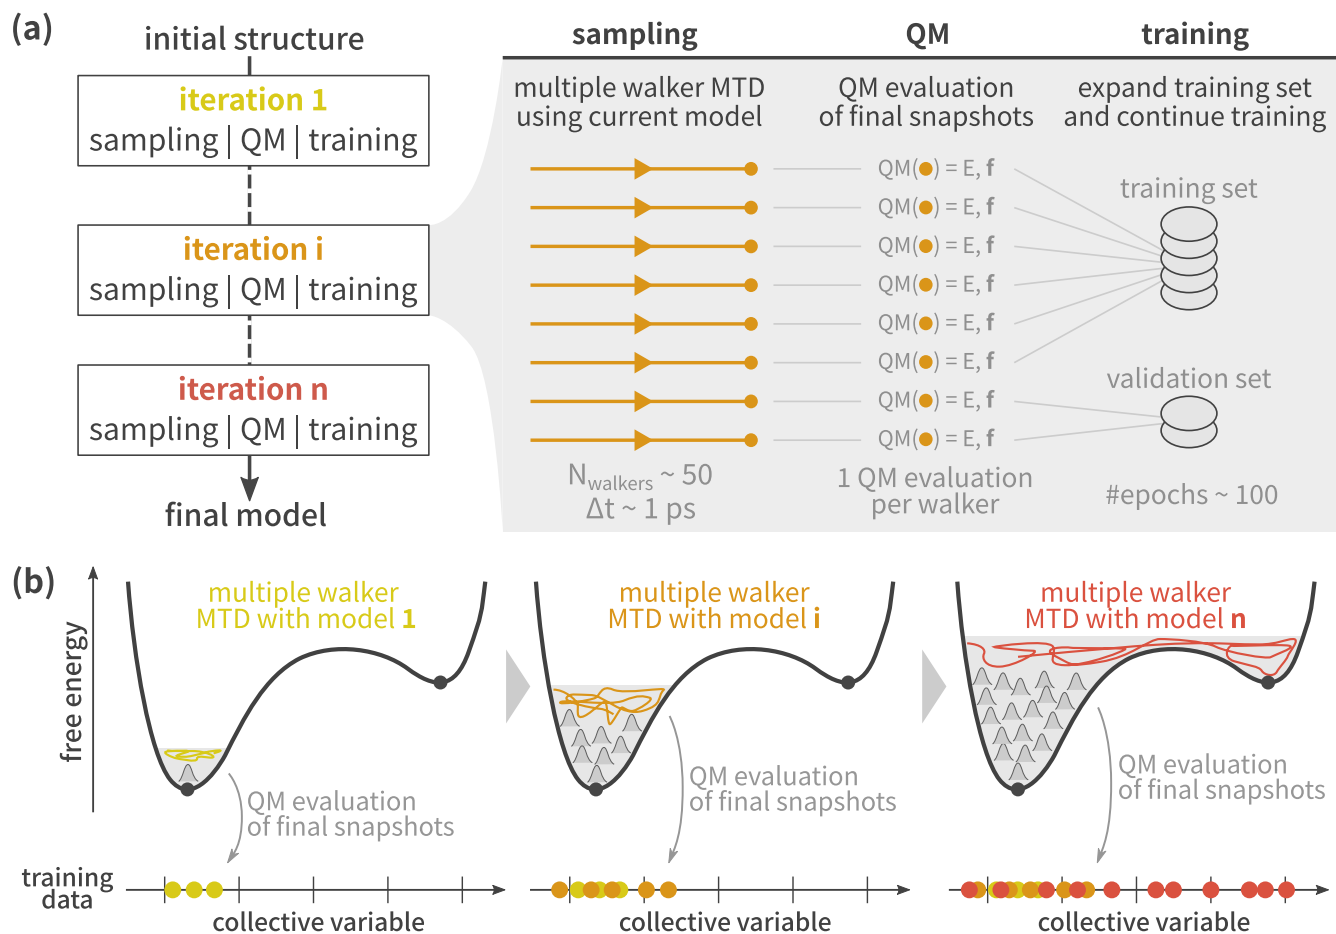 (a)
initial structure
iteration 1
sampling | QM | training
iteration i
sampling | QM | training
iteration n
sampling | QM | training
final model
sampling QM training
multiple walker MTD
using current model
QM evaluation
of final snapshots
expand training set
and continue training
QM( ) = E, f
QM( ) = E, f
QM( ) = E, f
QM( ) = E, f
QM( ) = E, f
QM( ) = E, f
QM( ) = E, f
QM( ) = E, f
training set
validation set
Nwalkers ~ 50
Δt ~ 1 ps
1 QM evaluation
per walker
#epochs ~ 100
(b)
free energy
multiple walker
MTD with model 1
QM evaluation
of final snapshots
multiple walker
MTD with model i
QM evaluation
of final snapshots
multiple walker
MTD with model n
QM evaluation
of final snapshots
training
data
collective variable
collective variable
collective variable